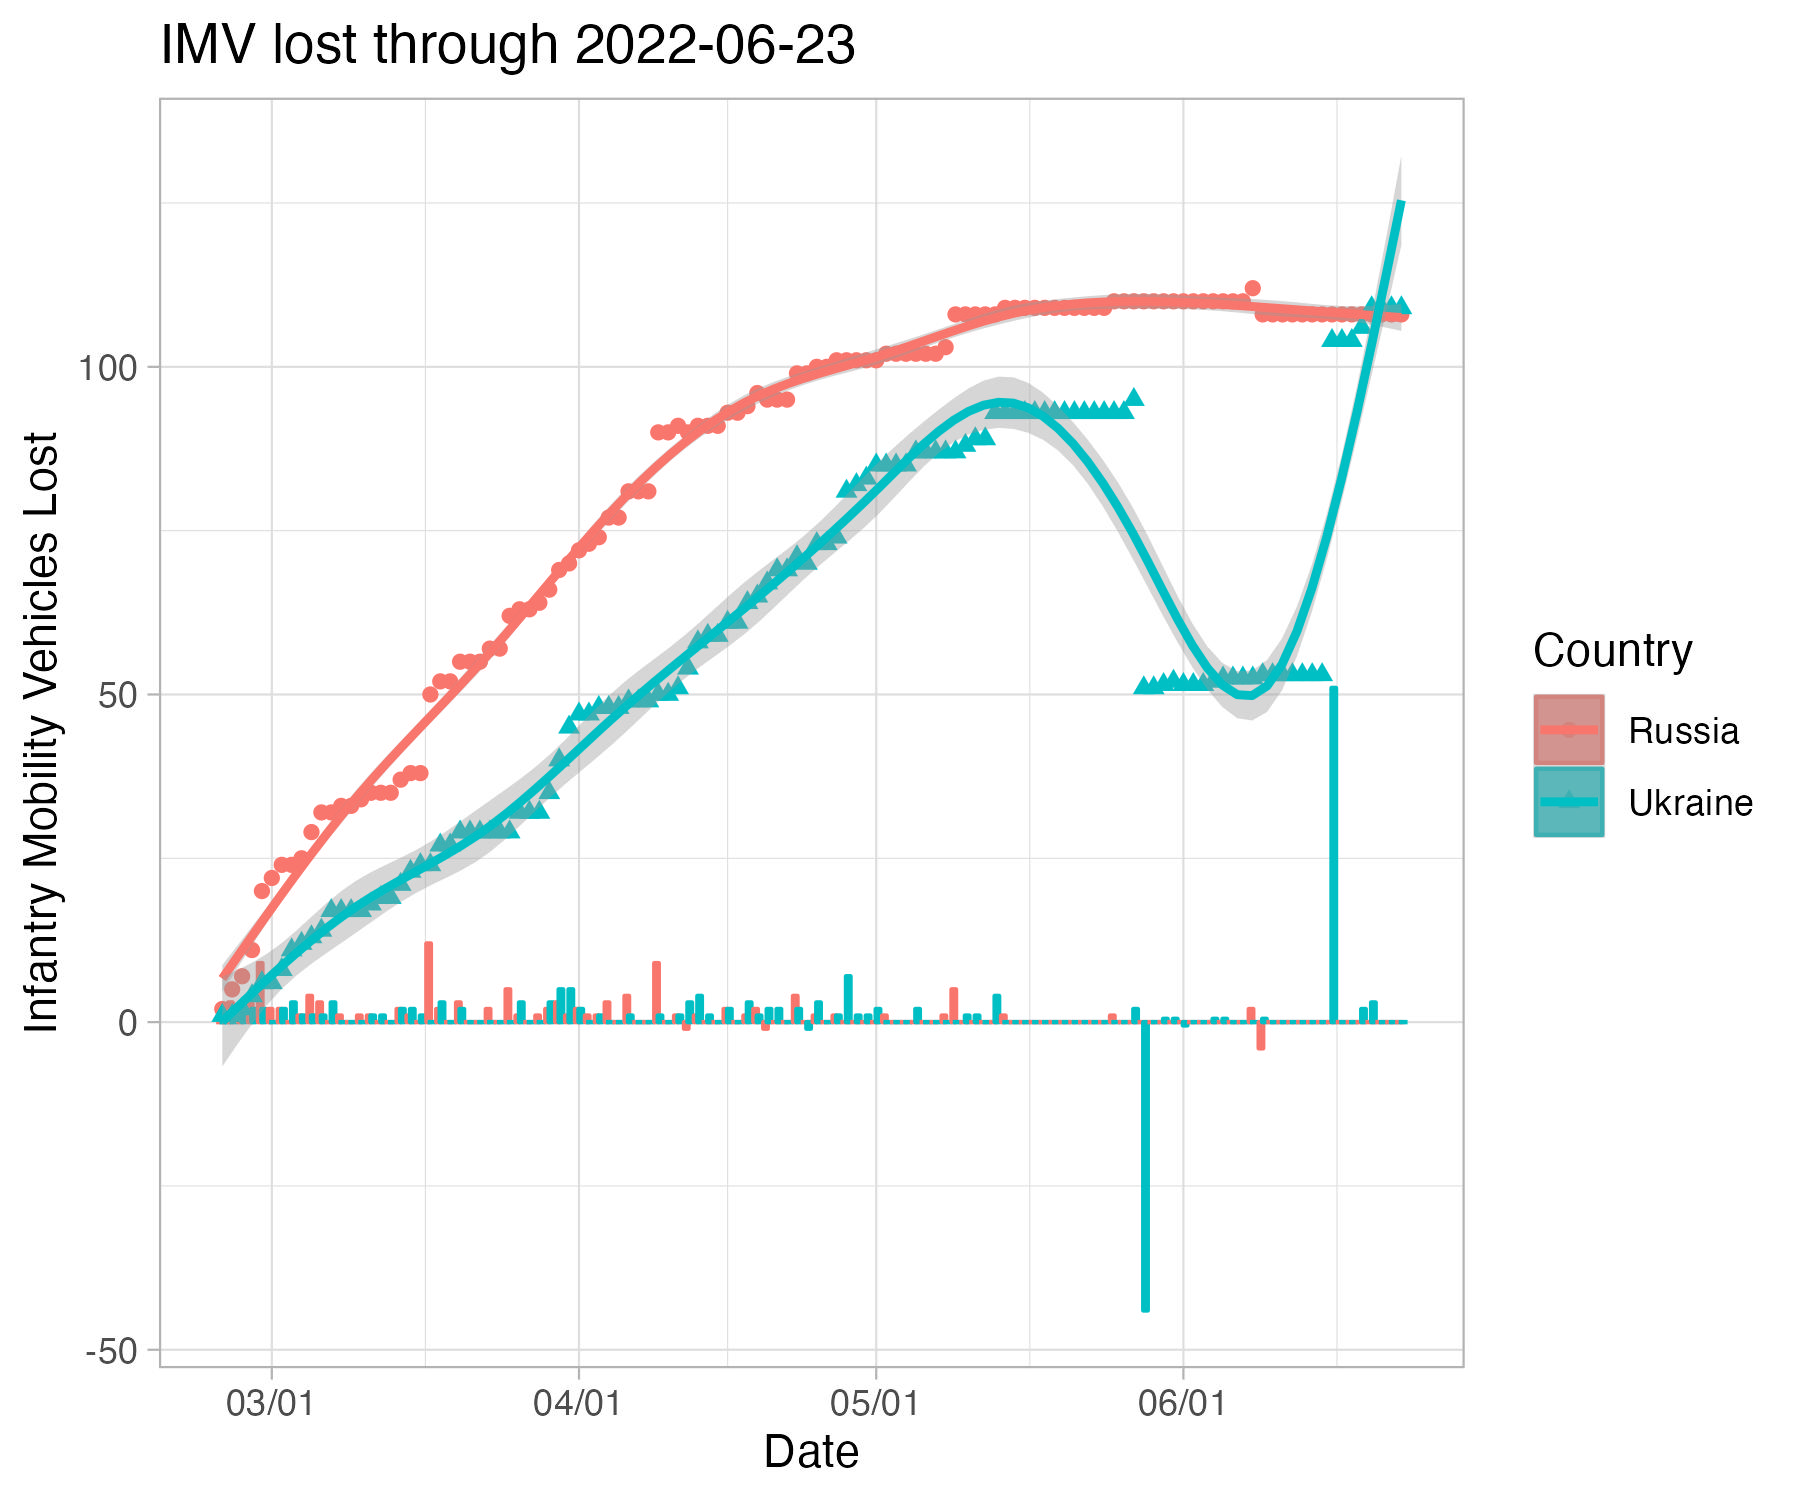 IMV lost through 2022-06-23
Infantry Mobility Vehicles Lost
100
50
0
-50
03/01
04/01
05/01
06/01
Date
Country
Russia
Ukraine